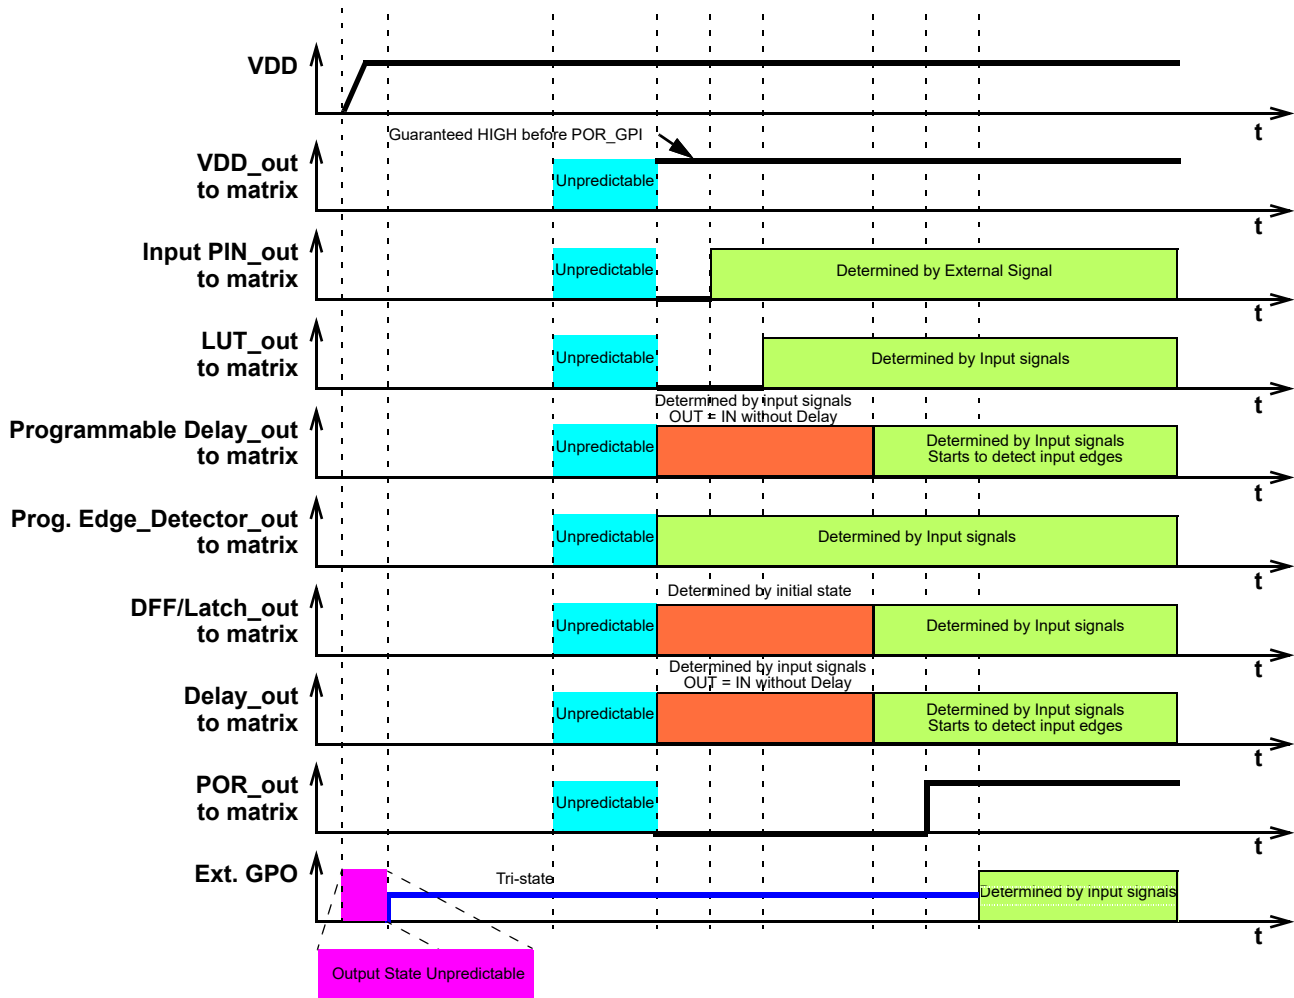 VDD
t
Guaranteed HIGH before POR_GPI
VDD_out
to matrix
Unpredictable
t
Input PIN_out
to matrix
Unpredictable
Determined by External Signal
t
LUT_out
to matrix
Unpredictable
Determined by Input signals
t
Determined by input signals
OUT = IN without Delay
Programmable Delay_out
to matrix
Unpredictable
Determined by Input signals
Starts to detect input edges
t
Prog. Edge_Detector_out
to matrix
Unpredictable
Determined by Input signals
t
Determined by initial state
DFF/Latch_out
to matrix
Unpredictable
Determined by Input signals
t
Determined by input signals
OUT = IN without Delay
Delay_out
to matrix
Unpredictable
Determined by Input signals
Starts to detect input edges
t
POR_out
to matrix
Unpredictable
t
Ext. GPO
Tri-state
Determined by input signals
t
Output State Unpredictable